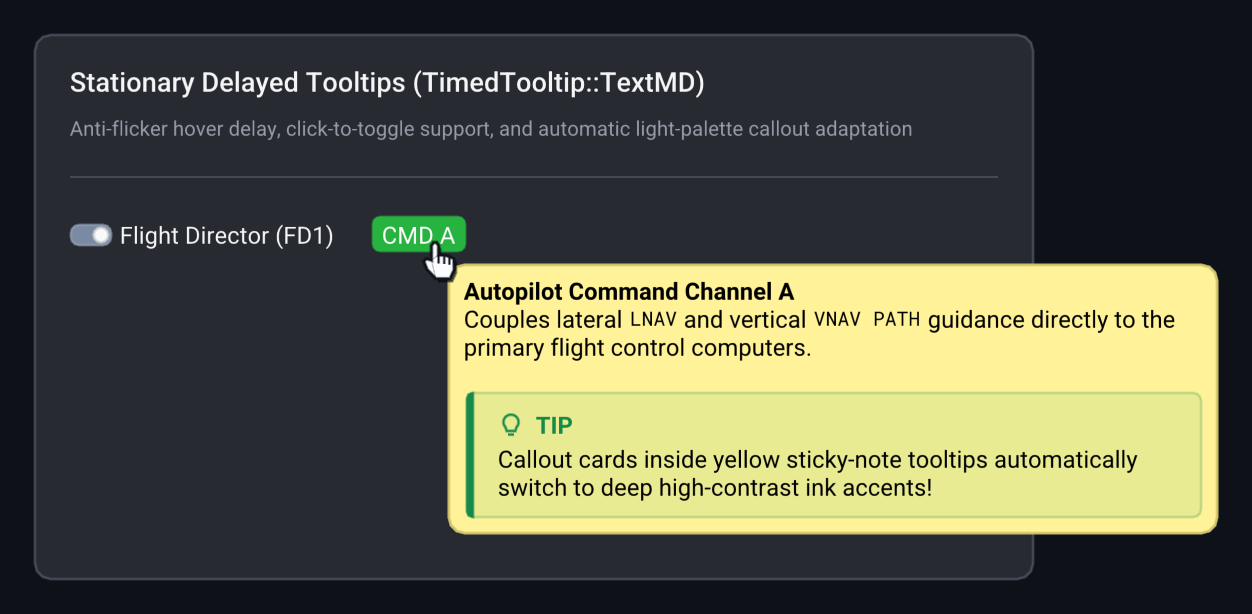 Stationary Delayed Tooltips (TimedTooltip::TextMD)
Anti-flicker hover delay, click-to-toggle support, and automatic light-palette callout adaptation
Flight Director (FD1)
CMD A
Autopilot Command Channel A
Couples lateral LNAV and vertical VNAV PATH guidance directly to the
primary flight control computers.
TIP
Callout cards inside yellow sticky-note tooltips automatically
switch to deep high-contrast ink accents!